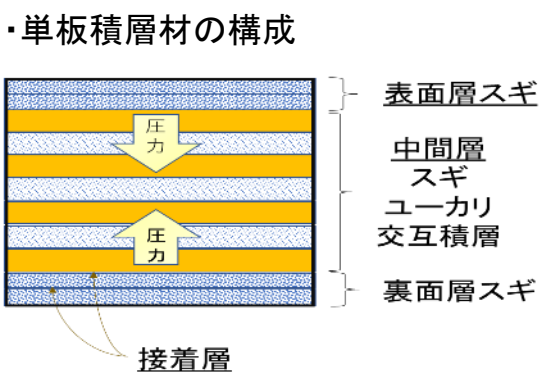 ・単板積層材の構成
表面層スギ
圧
力
中間層
スギ
ユーカリ
交互積層
圧
力
裏面層スギ
接着層